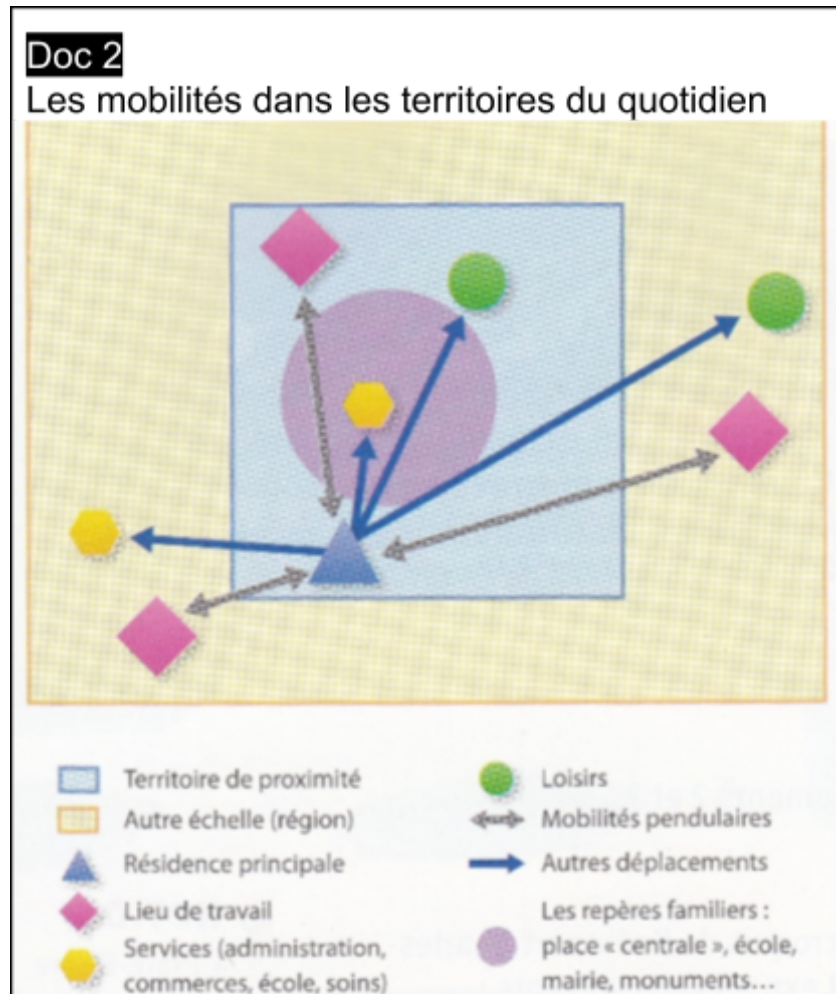 Doc 2
Les mobilités dans les territoires du quotidien
Territoire de proximité
Autre échelle (région)
Résidence principale
Lieu de travail
Services (administration,
commerces, école, soins)
Loisirs
Mobilités pendulaires
Autres déplacements
Les repères familiers :
place « centrale », école,
mairie, monuments...